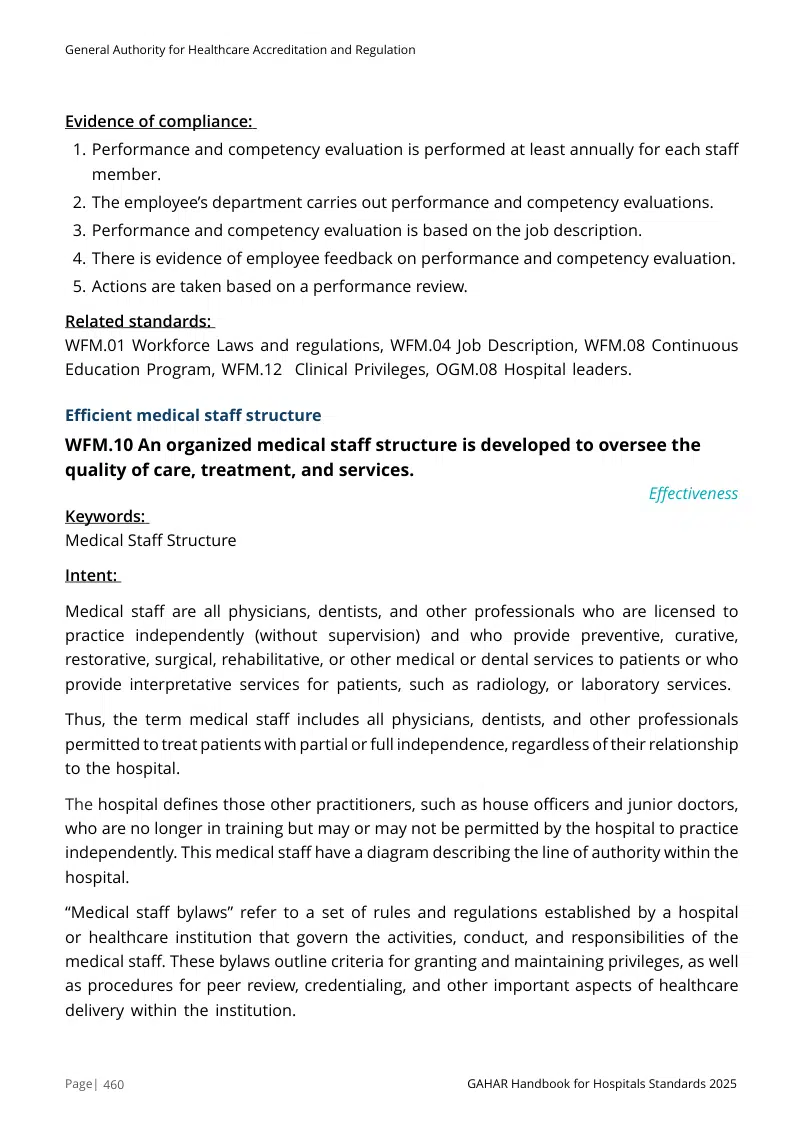 General Authority for Healthcare Accreditation and Regulation
Evidence of compliance:
1. Performance and competency evaluation is performed at least annually for each staff
member.
2. The employee’s department carries out performance and competency evaluations.
3. Performance and competency evaluation is based on the job description.
4. There is evidence of employee feedback on performance and competency evaluation.
5. Actions are taken based on a performance review.
Related standards:
WFM.01 Workforce Laws and regulations, WFM.04 Job Description, WFM.08 Continuous
Education Program, WFM.12 Clinical Privileges, OGM.08 Hospital leaders.
Efficient medical staff structure
WFM.10 An organized medical staff structure is developed to oversee the
quality of care, treatment, and services.
Effectiveness
Keywords:
Medical Staff Structure
Intent:
Medical staff are all physicians, dentists, and other professionals who are licensed to
practice independently (without supervision) and who provide preventive, curative,
restorative, surgical, rehabilitative, or other medical or dental services to patients or who
provide interpretative services for patients, such as radiology, or laboratory services.
Thus, the term medical staff includes all physicians, dentists, and other professionals
permitted to treat patients with partial or full independence, regardless of their relationship
to the hospital.
The hospital defines those other practitioners, such as house officers and junior doctors,
who are no longer in training but may or may not be permitted by the hospital to practice
independently. This medical staff have a diagram describing the line of authority within the
hospital.
“Medical staff bylaws” refer to a set of rules and regulations established by a hospital
or healthcare institution that govern the activities, conduct, and responsibilities of the
medical staff. These bylaws outline criteria for granting and maintaining privileges, as well
as procedures for peer review, credentialing, and other important aspects of healthcare
delivery within the institution.
Page| 460
GAHAR Handbook for Hospitals Standards 2025